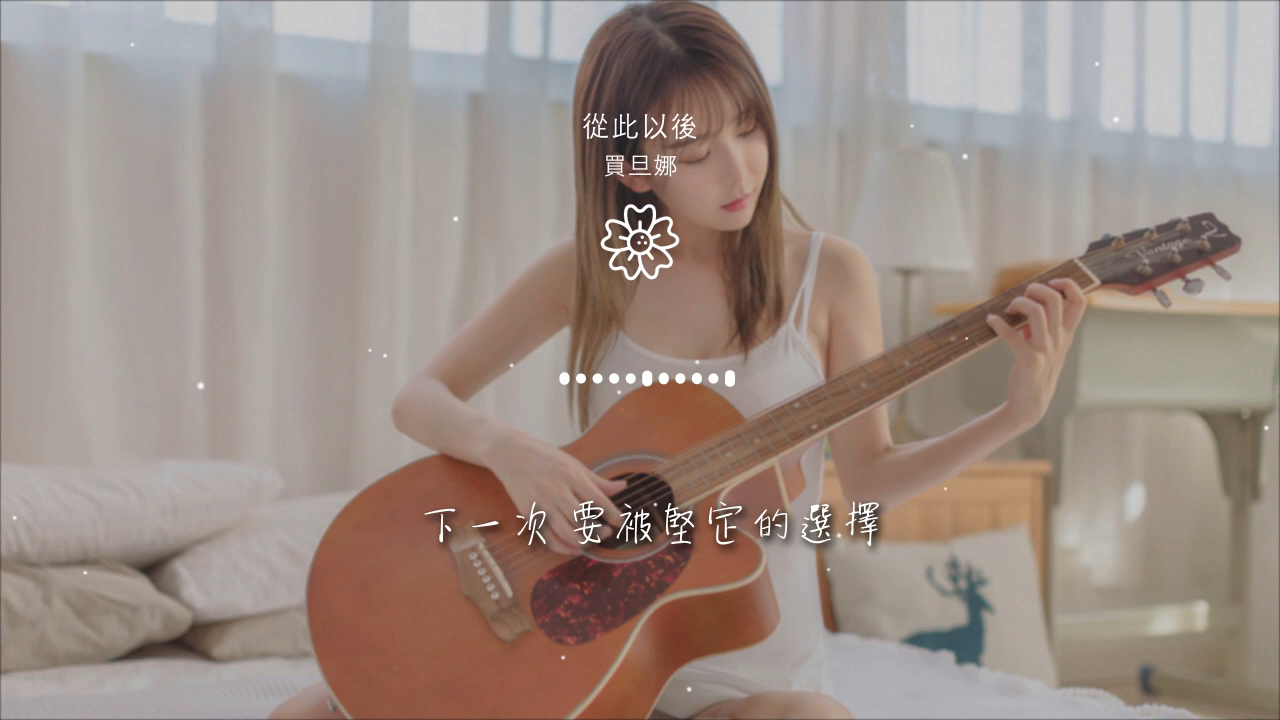 從此以後
買旦娜
下一次 要被堅定的選擇